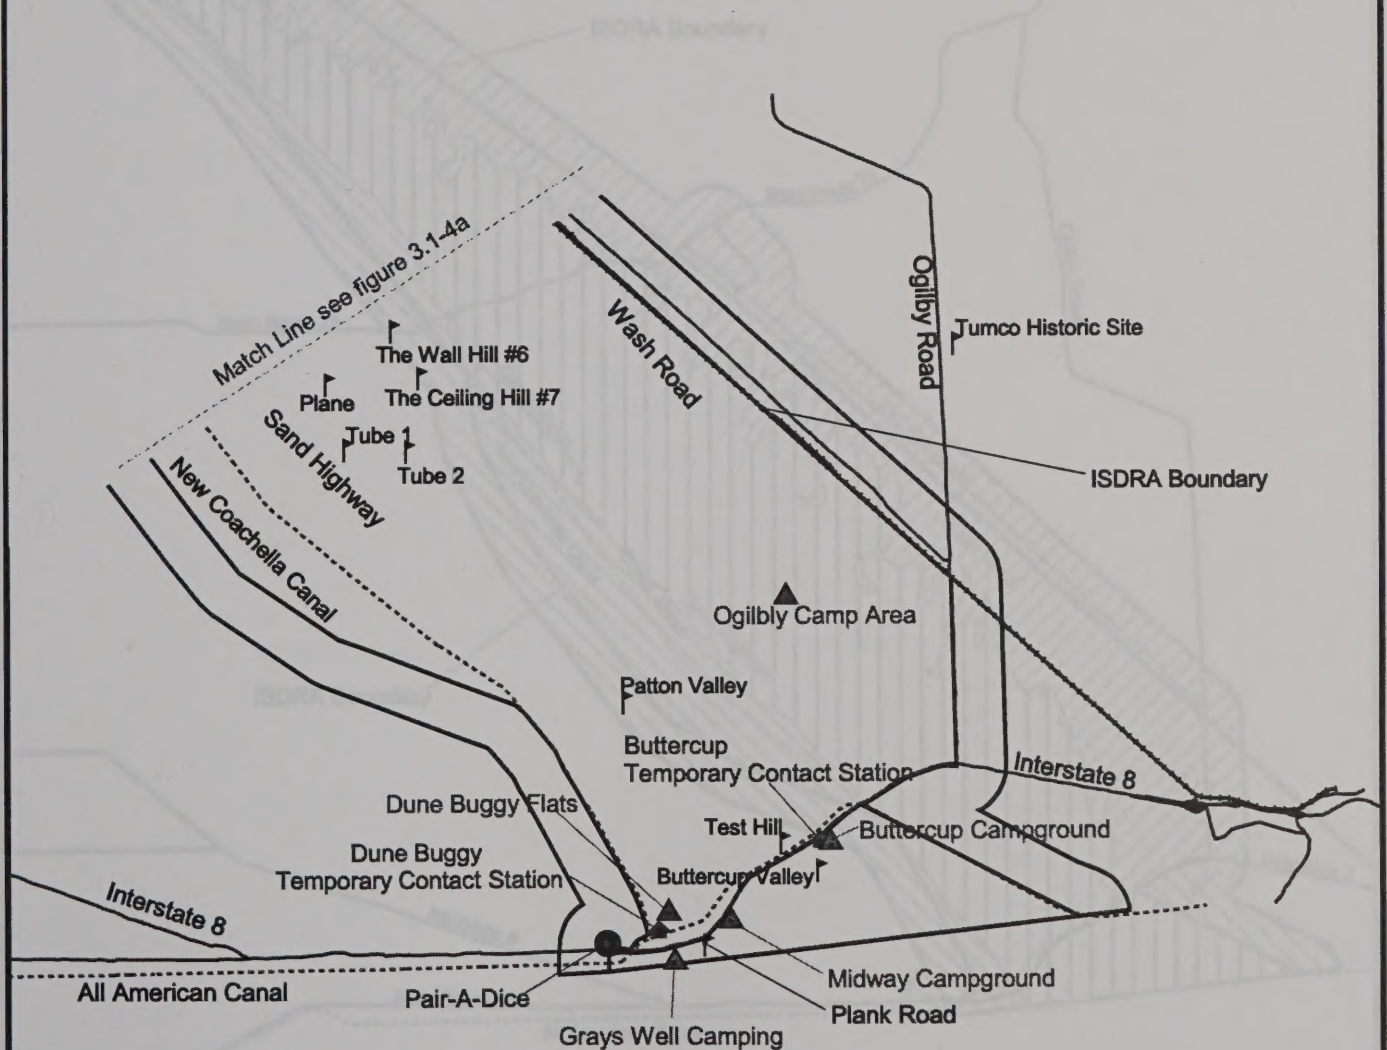 ISDRA Boundary
Match Line see figure 3.1-4a
Wash Road
Ogilby Road
Tumco Historic Site
The Wall Hill #6
The Ceiling Hill #7
Plane
Sand Highway
Tube 1
Tube 2
New Coachella Canal
ISDRA Boundary
Ogilbly Camp Area
Patton Valley
Buttercup
Temporary Contact Station
Interstate 8
Dune Buggy Flats
Test Hill
Buttercup Campground
Dune Buggy
Temporary Contact Station
Buttercup Valley
Interstate 8
All American Canal
Pair-A-Dice
Midway Campground
Plank Road
Grays Well Camping